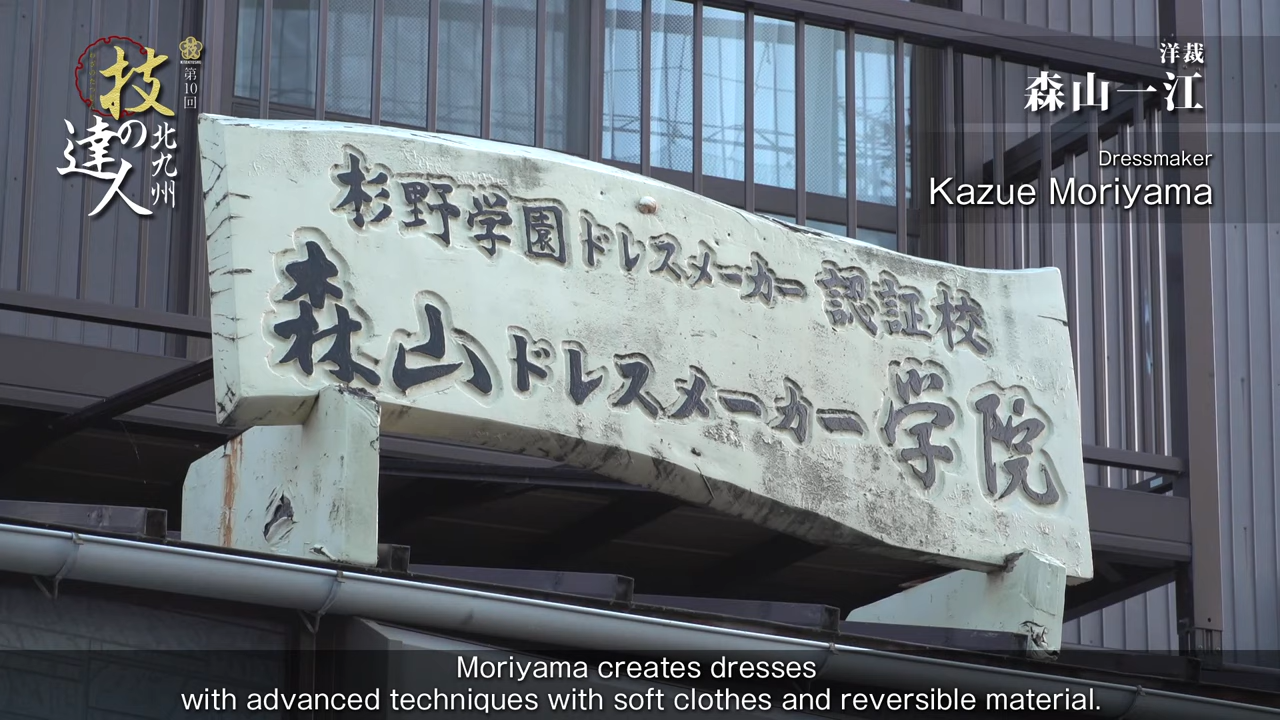 技の達人
北九州
技
第10回
洋裁
森山一江
Dressmaker
Kazue Moriyama
杉野学園ドレスメーカー認証校
森山ドレスメーカー学院
Moriyama creates dresses
with advanced techniques with soft clothes and reversible material.